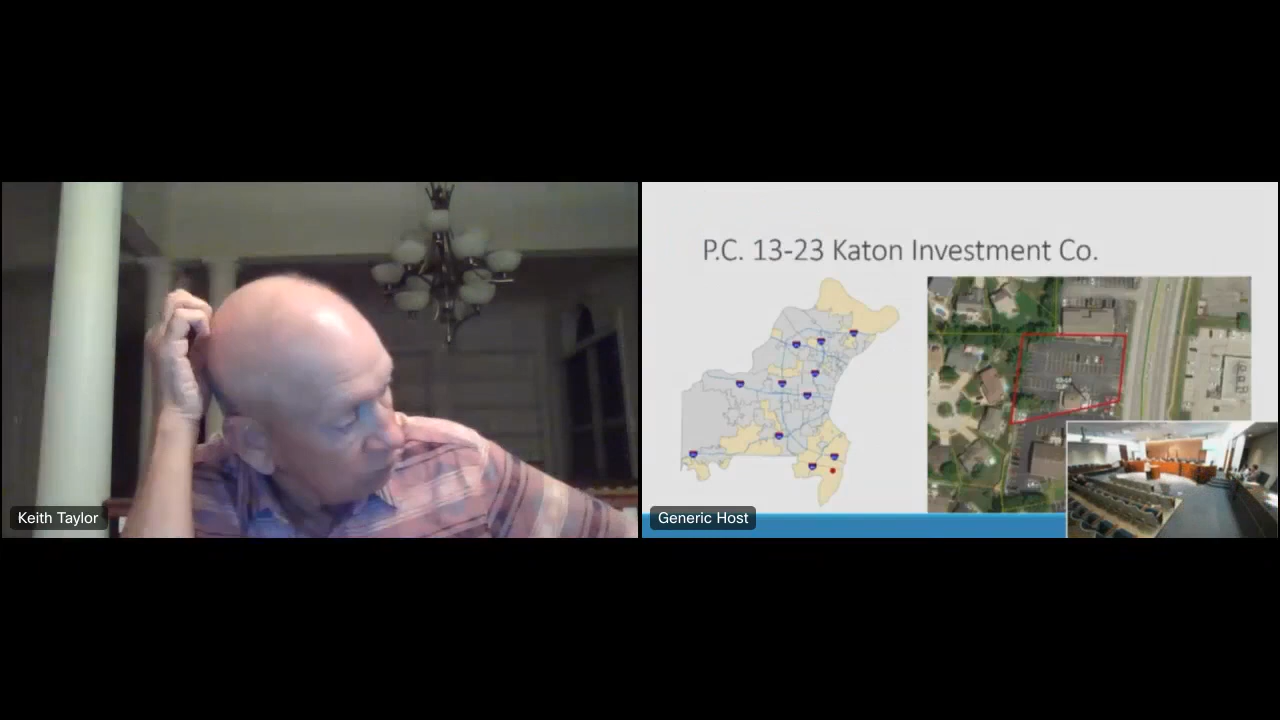 P.C. 13-23 Katon Investment Co.
Keith Taylor
Generic Host